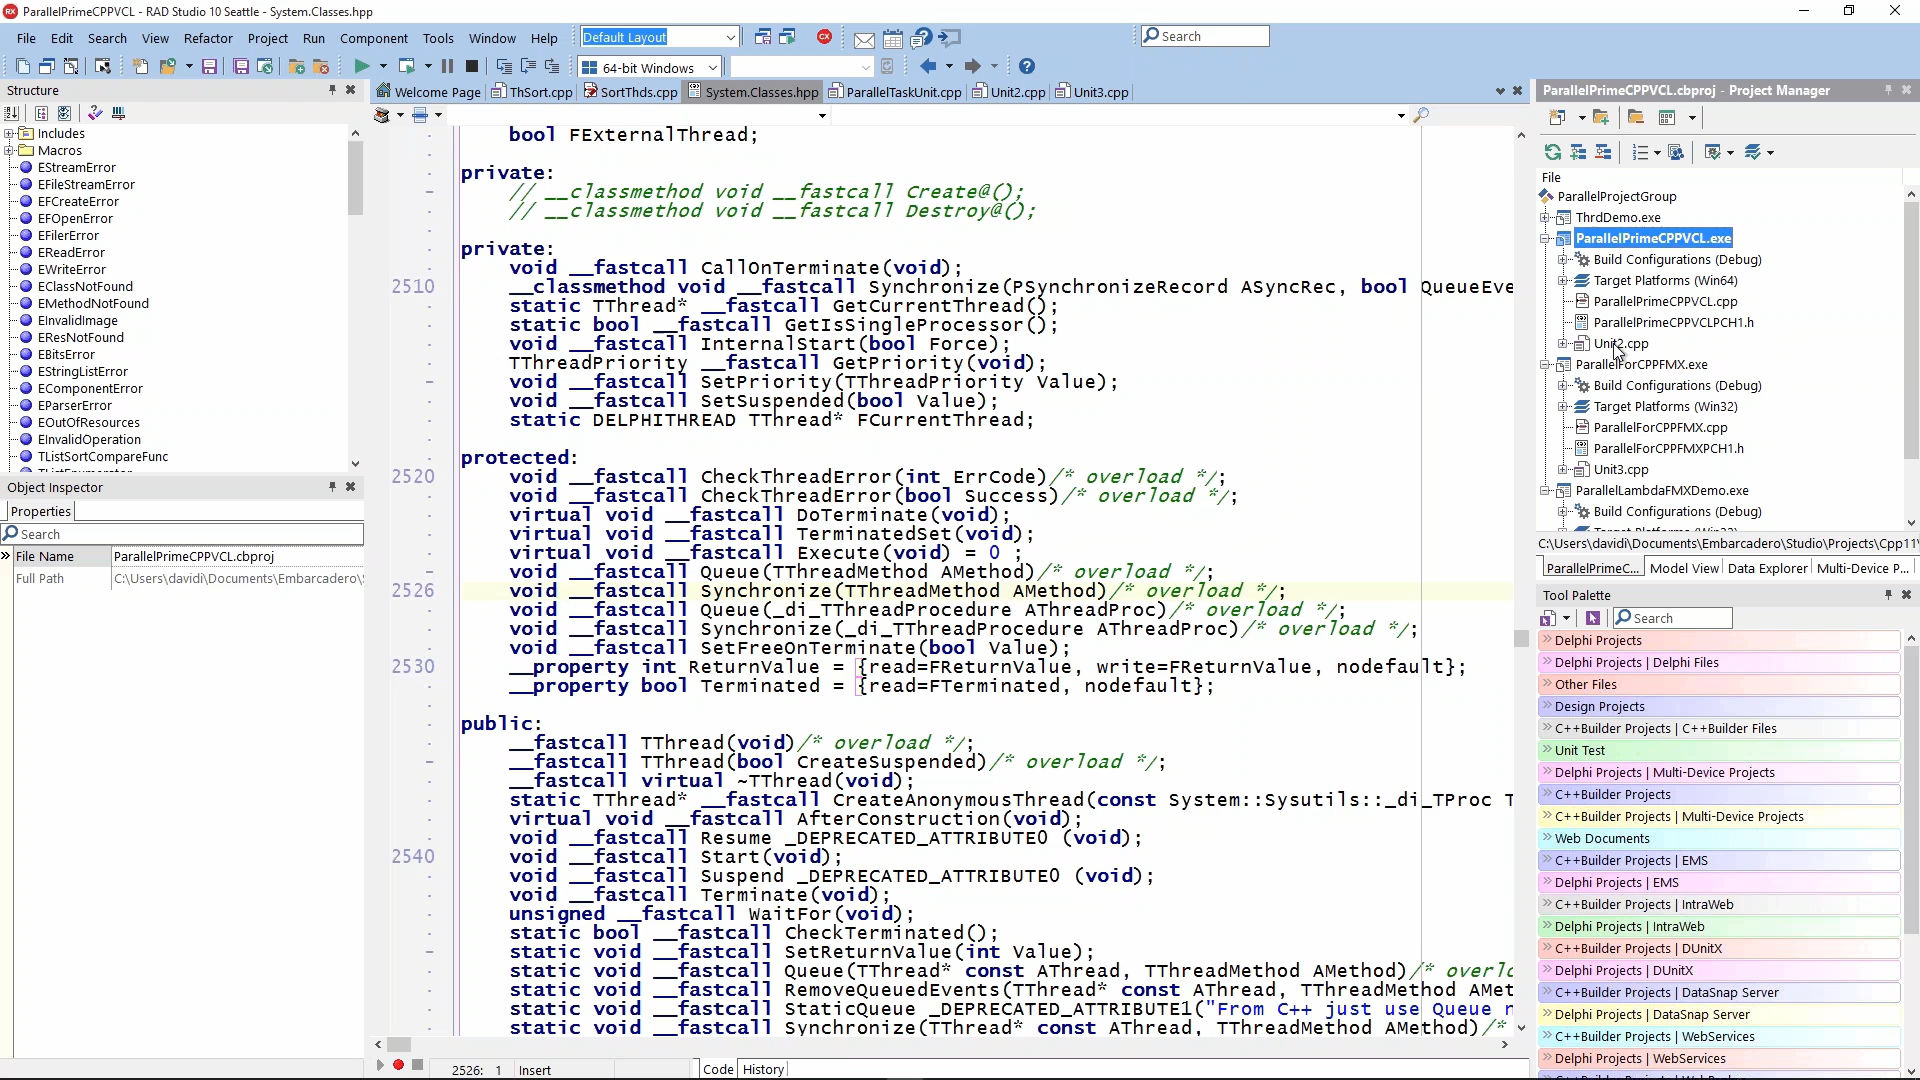 ParallelPrimeCPPVCL - RAD Studio 10 Seattle - System.Classes.hpp
File Edit Search View Refactor Project Run Component Tools Window Help
Default Layout
Search
64-bit Windows
Structure
Includes
Macros
EStreamError
EFileStreamError
EFCreateError
EFOpenError
EFilerError
EReadError
EWriteError
EClassNotFound
EMethodNotFound
EInvalidImage
EResNotFound
EBitsError
EStringListError
EComponentError
EParserError
EOutOfResources
EInvalidOperation
TListSortCompareFunc
Object Inspector
Properties
Search
File Name ParallelPrimeCPPVCL.cbproj
Full Path C:\Users\davidi\Documents\Embarcadero\
Welcome Page ThSort.cpp SortThds.cpp System.Classes.hpp ParallelTaskUnit.cpp Unit2.cpp Unit3.cpp
bool FExternalThread;
private:
// __classmethod void __fastcall Create@();
// __classmethod void __fastcall Destroy@();
private:
void __fastcall CallOnTerminate(void);
2510 __classmethod void __fastcall Synchronize(PSynchronizeRecord ASyncRec, bool QueueEve
static TThread* __fastcall GetCurrentThread();
static bool __fastcall GetIsSingleProcessor();
void __fastcall InternalStart(bool Force);
TThreadPriority __fastcall GetPriority(void);
void __fastcall SetPriority(TThreadPriority Value);
void __fastcall SetSuspended(bool Value);
static DELPHITHREAD TThread* FCurrentThread;
protected:
2520 void __fastcall CheckThreadError(int ErrCode)/* overload */;
void __fastcall CheckThreadError(bool Success)/* overload */;
virtual void __fastcall DoTerminate(void);
virtual void __fastcall TerminatedSet(void);
virtual void __fastcall Execute(void) = 0 ;
void __fastcall Queue(TThreadMethod AMethod)/* overload */;
2526 void __fastcall Synchronize(TThreadMethod AMethod)/* overload */;
void __fastcall Queue(_di_TThreadProcedure AThreadProc)/* overload */;
void __fastcall Synchronize(_di_TThreadProcedure AThreadProc)/* overload */;
void __fastcall SetFreeOnTerminate(bool Value);
2530 __property int ReturnValue = {read=FReturnValue, write=FReturnValue, nodefault};
__property bool Terminated = {read=FTerminated, nodefault};
public:
__fastcall TThread(void)/* overload */;
__fastcall TThread(bool CreateSuspended)/* overload */;
__fastcall virtual ~TThread(void);
static TThread* __fastcall CreateAnonymousThread(const System::Sysutils::_di_TProc T
virtual void __fastcall AfterConstruction(void);
void __fastcall Resume _DEPRECATED_ATTRIBUTE0 (void);
2540 void __fastcall Start(void);
void __fastcall Suspend _DEPRECATED_ATTRIBUTE0 (void);
void __fastcall Terminate(void);
unsigned __fastcall WaitFor(void);
static bool __fastcall CheckTerminated();
static void __fastcall SetReturnValue(int Value);
static void __fastcall Queue(TThread* const AThread, TThreadMethod AMethod)/* overlo
static void __fastcall RemoveQueuedEvents(TThread* const AThread, TThreadMethod AMet
static void __fastcall StaticQueue _DEPRECATED_ATTRIBUTE1("From C++ just use Queue n
static void __fastcall Synchronize(TThread* const AThread, TThreadMethod AMethod)/*
2526: 1 Insert
Code History
ParallelPrimeCPPVCL.cbproj - Project Manager
File
ParallelProjectGroup
ThrdDemo.exe
ParallelPrimeCPPVCL.exe
Build Configurations (Debug)
Target Platforms (Win64)
ParallelPrimeCPPVCL.cpp
ParallelPrimeCPPVCLPCH1.h
Unit2.cpp
ParallelForCPPFMX.exe
Build Configurations (Debug)
Target Platforms (Win32)
ParallelForCPPFMX.cpp
ParallelForCPPFMXPCH1.h
Unit3.cpp
ParallelLambdaFMXDemo.exe
Build Configurations (Debug)
Target Platforms (Win32)
C:\Users\davidi\Documents\Embarcadero\Studio\Projects\Cpp11\
ParallelPrimeC... Model View Data Explorer Multi-Device P...
Tool Palette
Search
Delphi Projects
Delphi Projects | Delphi Files
Other Files
Design Projects
C++Builder Projects | C++Builder Files
Unit Test
Delphi Projects | Multi-Device Projects
C++Builder Projects
C++Builder Projects | Multi-Device Projects
Web Documents
C++Builder Projects | EMS
Delphi Projects | EMS
C++Builder Projects | IntraWeb
Delphi Projects | IntraWeb
C++Builder Projects | DUnitX
Delphi Projects | DUnitX
C++Builder Projects | DataSnap Server
Delphi Projects | DataSnap Server
C++Builder Projects | WebServices
Delphi Projects | WebServices